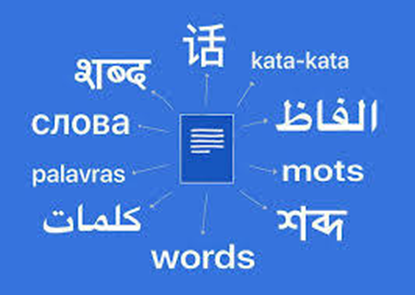 话
शब्द
kata-kata
слова
الفاظ
palavras
mots
كلمات
শব্দ
words